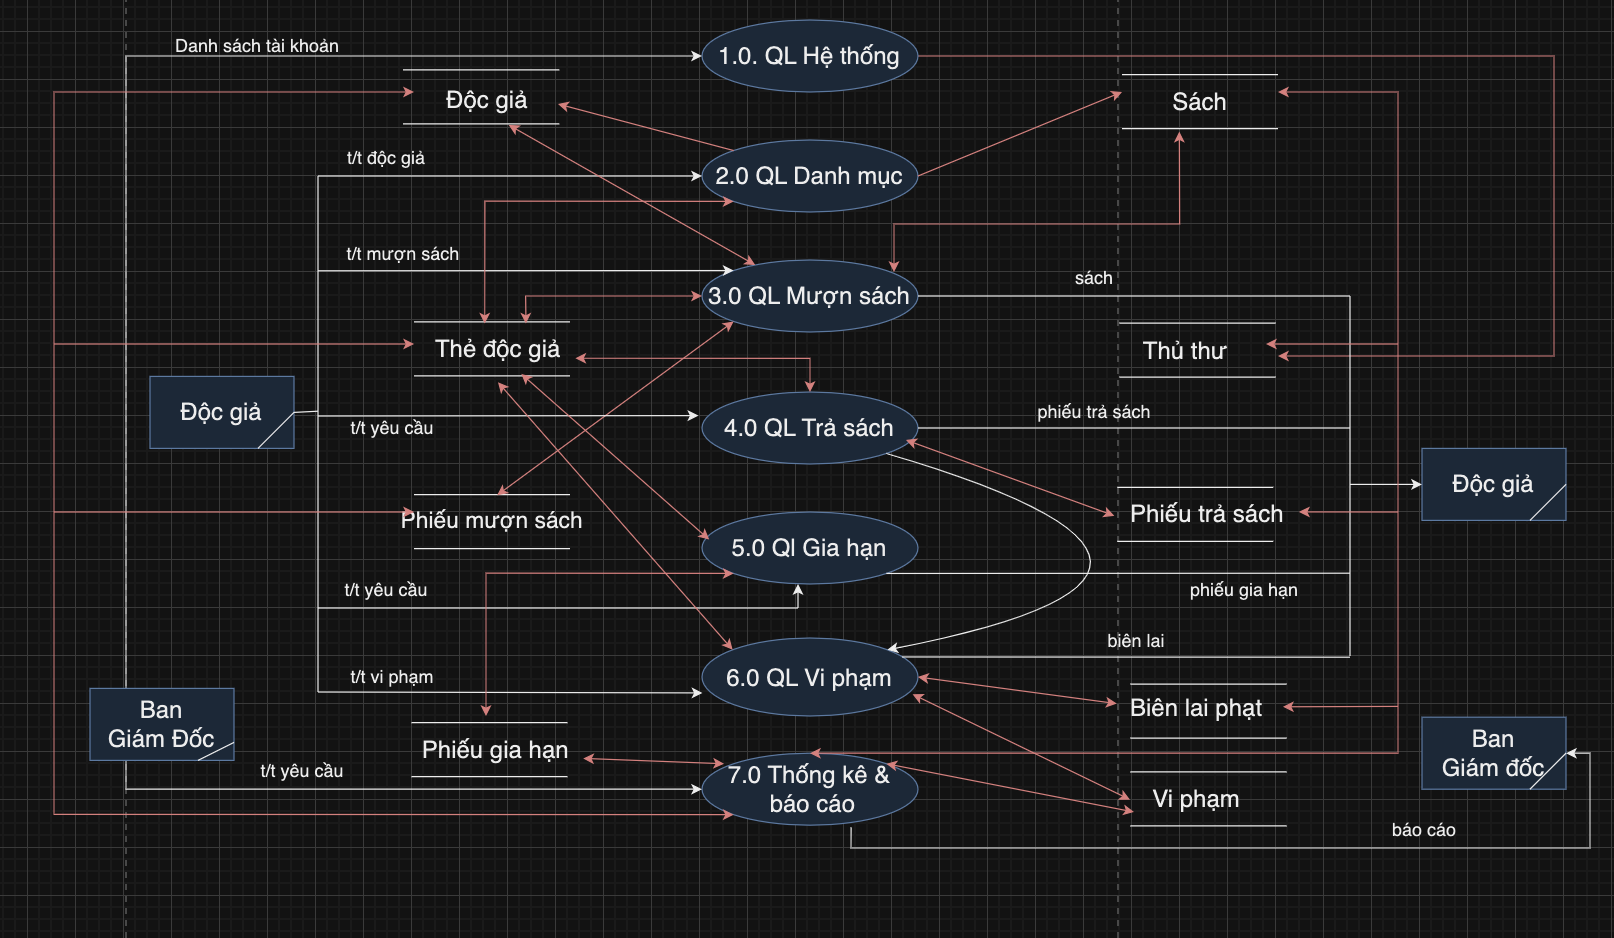 Danh sách tài khoản
1.0. QL Hệ thống
Độc giả
Sách
t/t độc giả
2.0 QL Danh mục
t/t mượn sách
sách
3.0 QL Mượn sách
Thẻ độc giả
Thủ thư
Độc giả
t/t yêu cầu
4.0 QL Trả sách
phiếu trả sách
Độc giả
Phiếu mượn sách
Phiếu trả sách
5.0 Ql Gia hạn
t/t yêu cầu
phiếu gia hạn
biên lai
t/t vi phạm
6.0 QL Vi phạm
Biên lai phạt
Ban
Giám Đốc
Phiếu gia hạn
Ban
Giám đốc
t/t yêu cầu
7.0 Thống kê &
báo cáo
Vi phạm
báo cáo